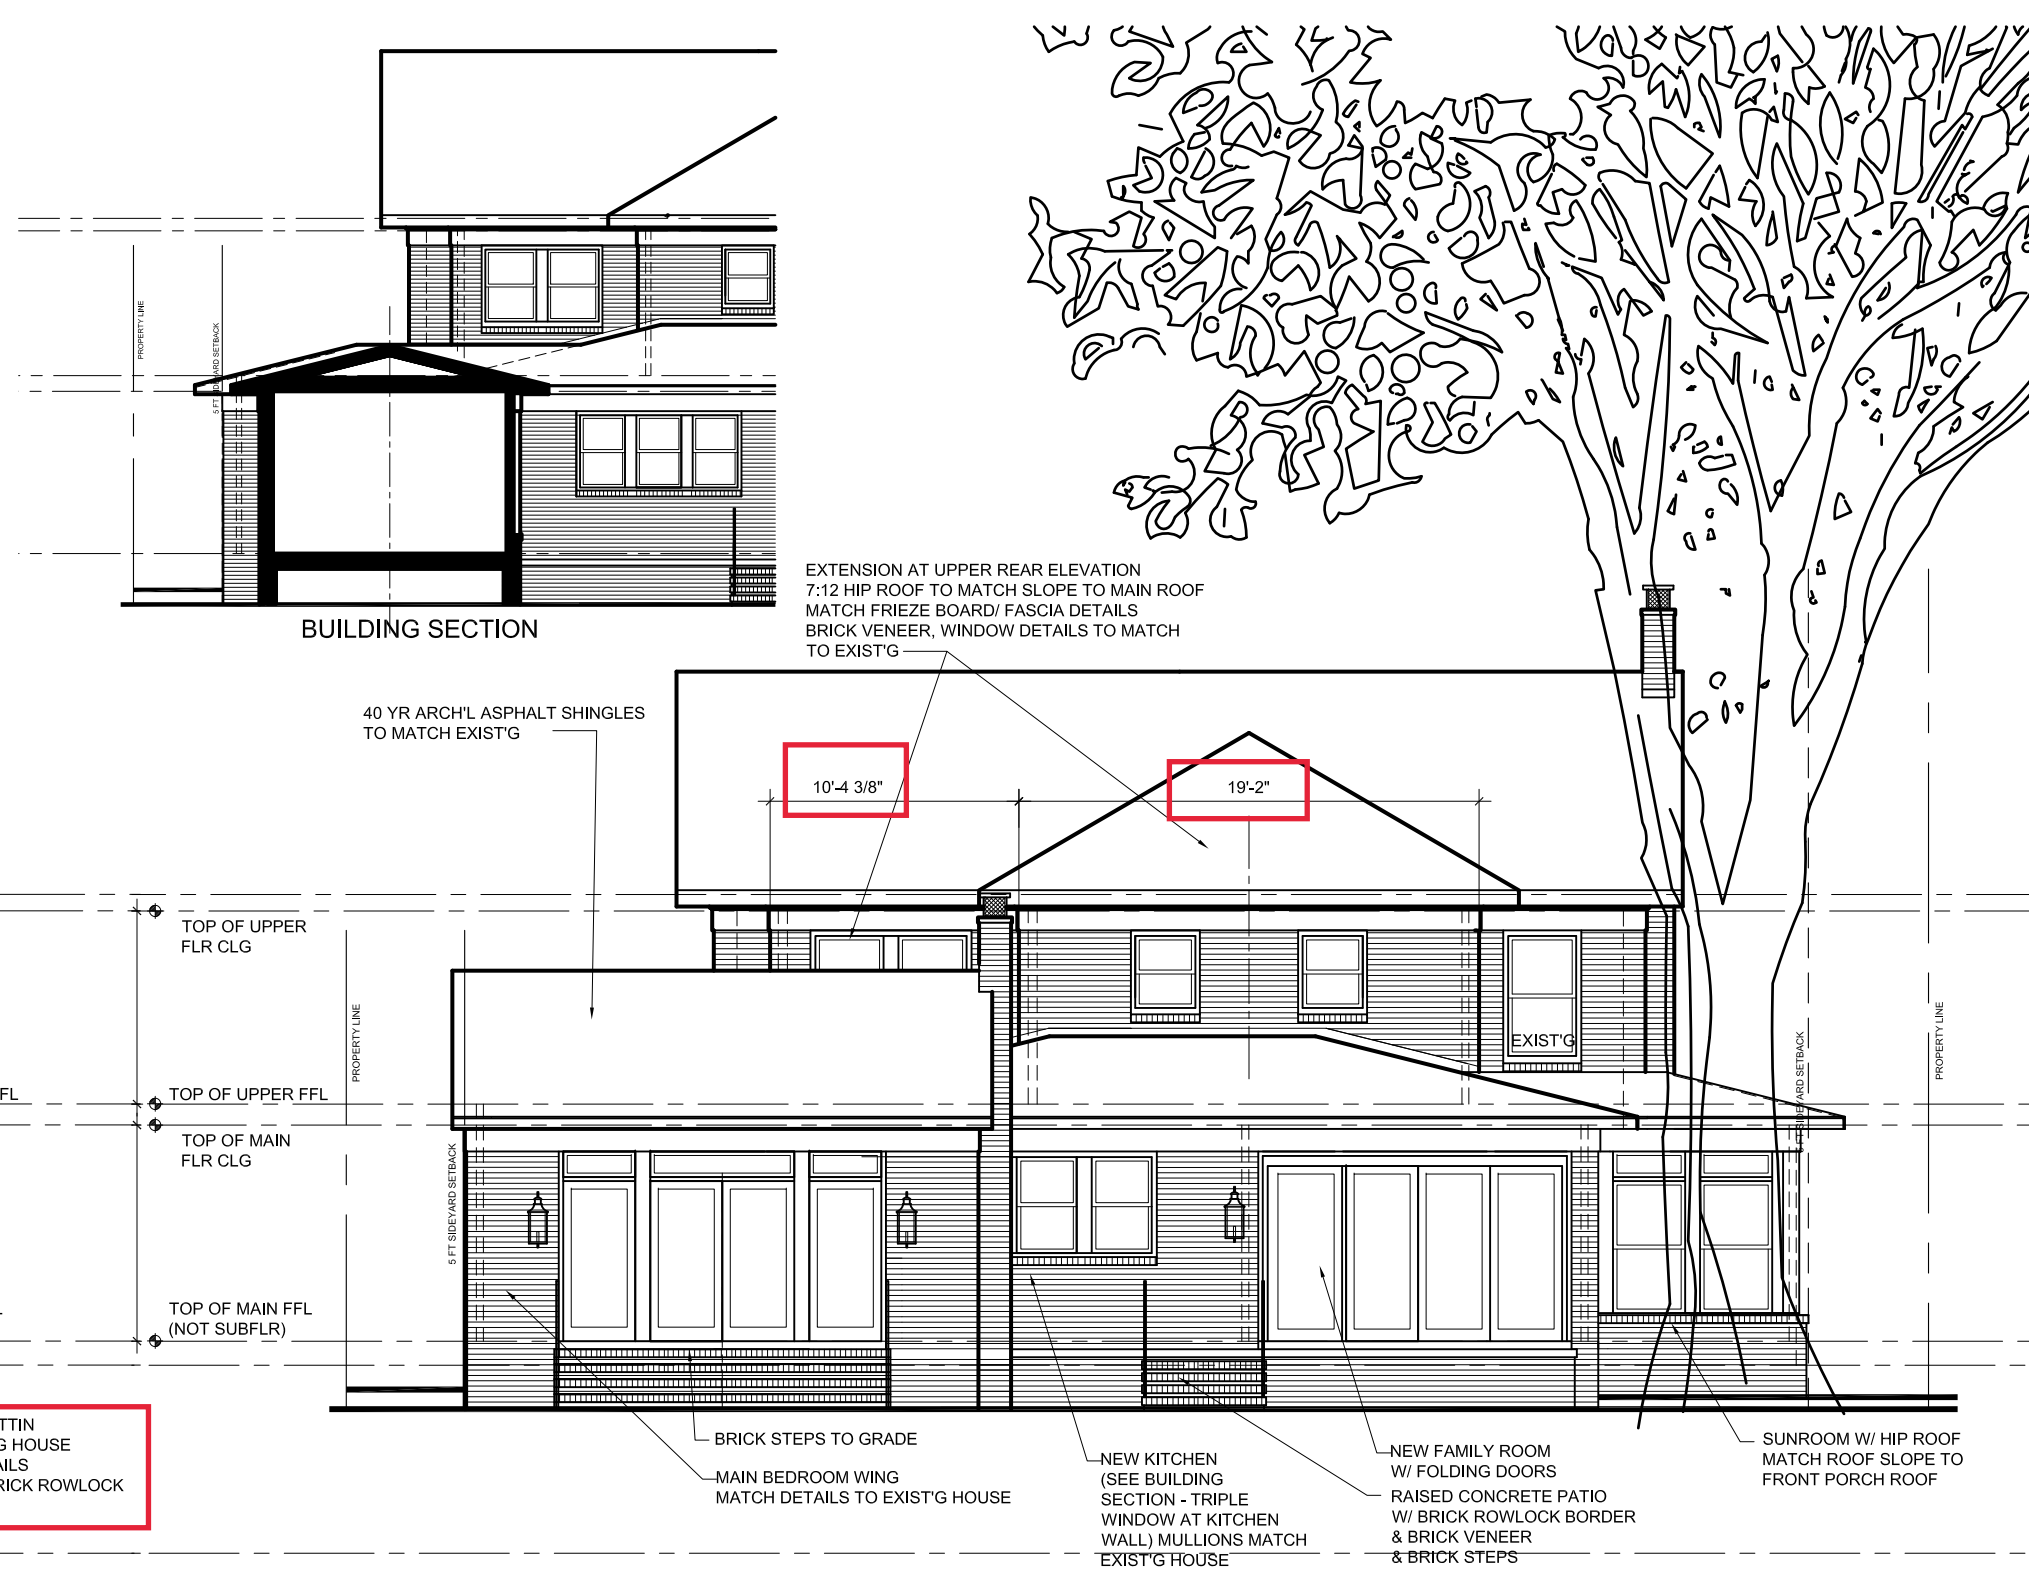 PROPERTY LINE
5 FT SIDEYARD SETBACK
BUILDING SECTION
EXTENSION AT UPPER REAR ELEVATION
7:12 HIP ROOF TO MATCH SLOPE TO MAIN ROOF
MATCH FRIEZE BOARD/ FASCIA DETAILS
BRICK VENEER, WINDOW DETAILS TO MATCH
TO EXIST'G
40 YR ARCH'L ASPHALT SHINGLES
TO MATCH EXIST'G
10'-4 3/8"
19'-2"
TOP OF UPPER
FLR CLG
PROPERTY LINE
EXIST'G
5 FT SIDEYARD SETBACK
PROPERTY LINE
FL
TOP OF UPPER FFL
TOP OF MAIN
FLR CLG
5 FT SIDEYARD SETBACK
L
TOP OF MAIN FFL
(NOT SUBFLR)
TTIN
G HOUSE
AILS
RICK ROWLOCK
BRICK STEPS TO GRADE
MAIN BEDROOM WING
MATCH DETAILS TO EXIST'G HOUSE
NEW KITCHEN
(SEE BUILDING
SECTION - TRIPLE
WINDOW AT KITCHEN
WALL) MULLIONS MATCH
EXIST'G HOUSE
NEW FAMILY ROOM
W/ FOLDING DOORS
RAISED CONCRETE PATIO
W/ BRICK ROWLOCK BORDER
& BRICK VENEER
& BRICK STEPS
SUNROOM W/ HIP ROOF
MATCH ROOF SLOPE TO
FRONT PORCH ROOF